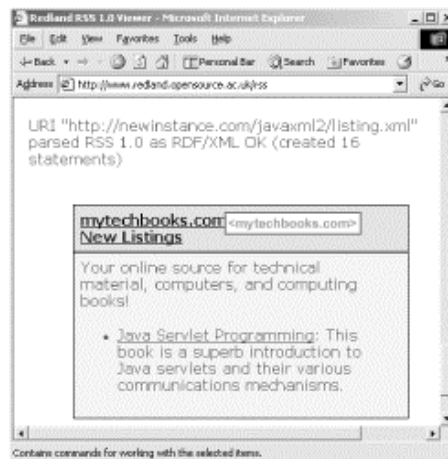 Redland RSS 1.0 Viewer - Microsoft Internet Explorer
File Edit View Favorites Tools Help
Back Personal Bar Search Favorites
Address http://www.redland.opensource.ac.uk/rss Go
URI "http://newinstance.com/javaxml2/listing.xml"
parsed RSS 1.0 as RDF/XML OK (created 16
statements)
mytechbooks.com <mytechbooks.com>
New Listings
Your online source for technical
material, computers, and computing
books!
• Java Servlet Programming: This
book is a superb introduction to
Java servlets and their various
communications mechanisms.
Contains commands for working with the selected items.